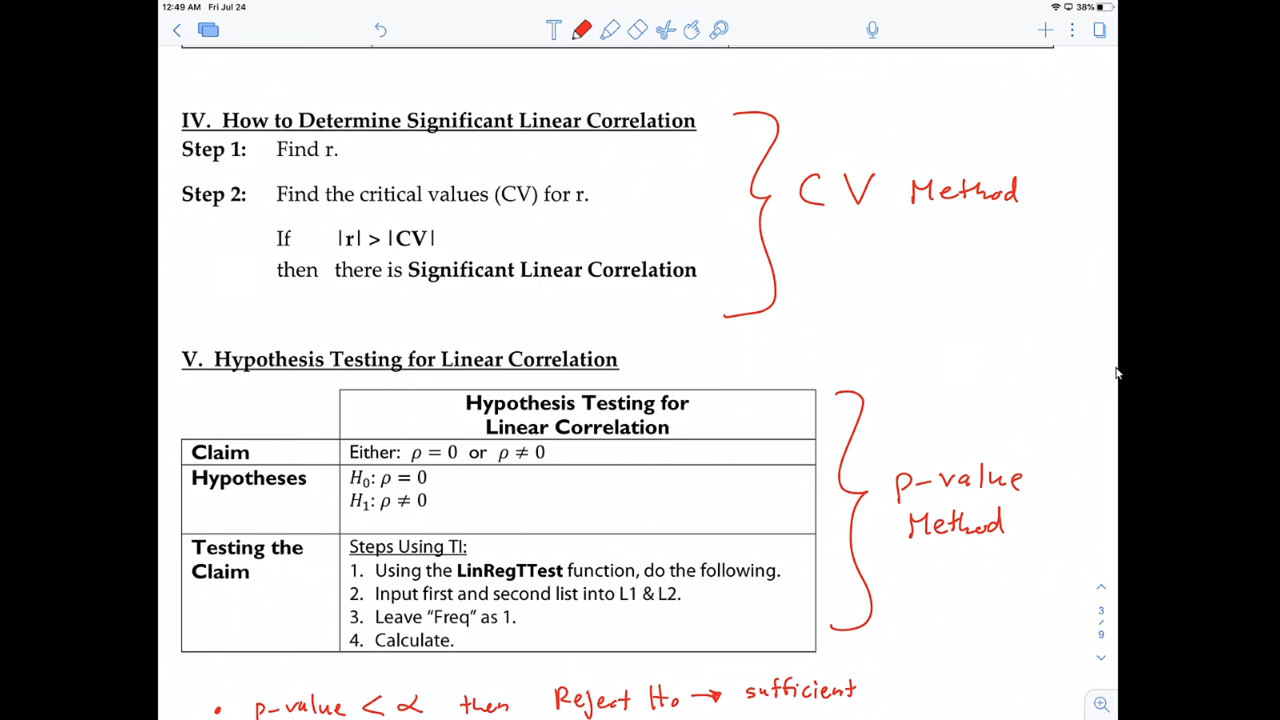 12:49 AM Fri Jul 24
38%
T
IV. How to Determine Significant Linear Correlation
Step 1: Find r.
Step 2: Find the critical values (CV) for r.
If |r| > |CV|
then there is Significant Linear Correlation
CV Method
V. Hypothesis Testing for Linear Correlation
Hypothesis Testing for
Linear Correlation
Claim Either: ρ = 0 or ρ ≠ 0
Hypotheses H₀: ρ = 0
H₁: ρ ≠ 0
Testing the
Claim
Steps Using TI:
1. Using the LinRegTTest function, do the following.
2. Input first and second list into L1 & L2.
3. Leave “Freq” as 1.
4. Calculate.
p-value
Method
3
/
9
• p-value < α then Reject H₀ → sufficient